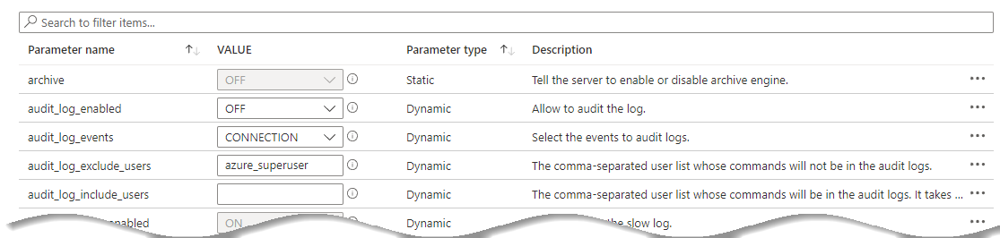 Search to filter items...
Parameter name VALUE Parameter type Description
archive OFF Static Tell the server to enable or disable archive engine.
audit_log_enabled OFF Dynamic Allow to audit the log.
audit_log_events CONNECTION Dynamic Select the events to audit logs.
audit_log_exclude_users azure_superuser Dynamic The comma-separated user list whose commands will not be in the audit logs.
audit_log_include_users Dynamic The comma-separated user list whose commands will be in the audit logs. It takes ...
enabled ON Dynamic the slow log.